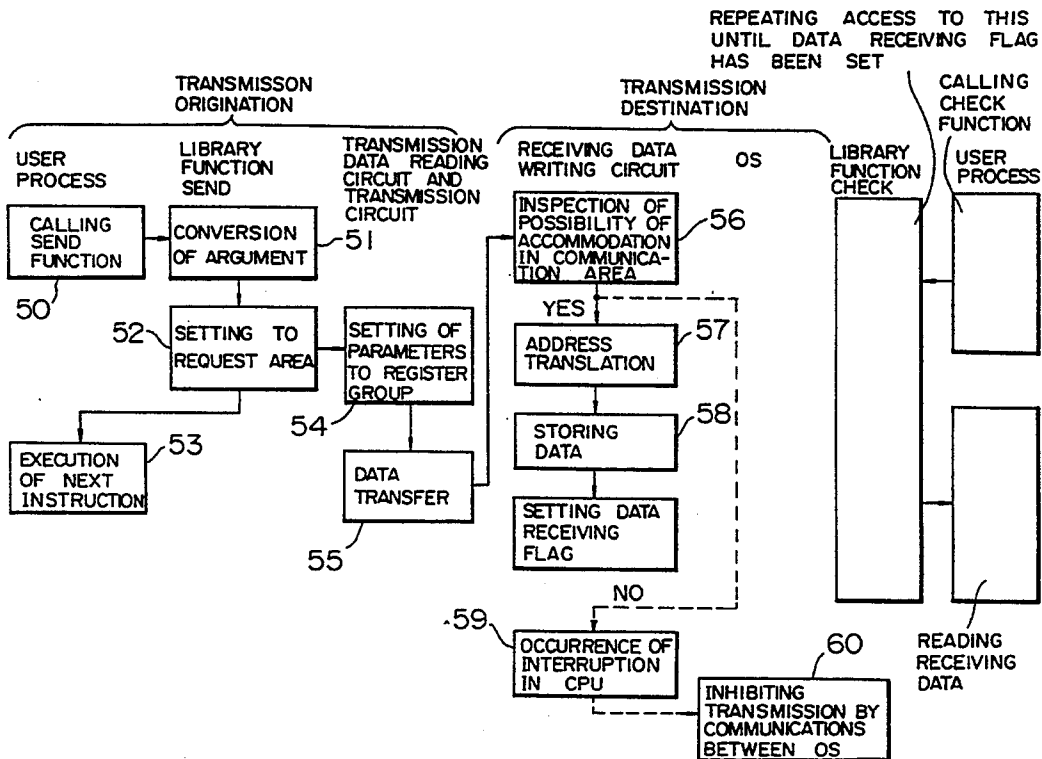 REPEATING ACCESS TO THIS
UNTIL DATA RECEIVING FLAG
HAS BEEN SET
TRANSMISSON
ORIGINATION
TRANSMISSION
DESTINATION
CALLING
CHECK
FUNCTION
USER
PROCESS
LIBRARY
FUNCTION
SEND
TRANSMISSION
DATA READING
CIRCUIT AND
TRANSMISSION
CIRCUIT
RECEIVING DATA
WRITING CIRCUIT
OS
LIBRARY
FUNCTION
CHECK
USER
PROCESS
CALLING
SEND
FUNCTION
50
CONVERSION
OF ARGUMENT
51
SETTING TO
REQUEST AREA
52
EXECUTION
OF NEXT
INSTRUCTION
53
SETTING OF
PARAMETERS
TO REGISTER
GROUP
54
DATA
TRANSFER
55
INSPECTION OF
POSSIBILITY OF
ACCOMMODATION
IN COMMUNICA-
TION AREA
56
YES
ADDRESS
TRANSLATION
57
STORING
DATA
58
SETTING DATA
RECEIVING
FLAG
NO
59
OCCURRENCE OF
INTERRUPTION
IN CPU
60
INHIBITING
TRANSMISSION BY
COMMUNICATIONS
BETWEEN OS
READING
RECEIVING
DATA